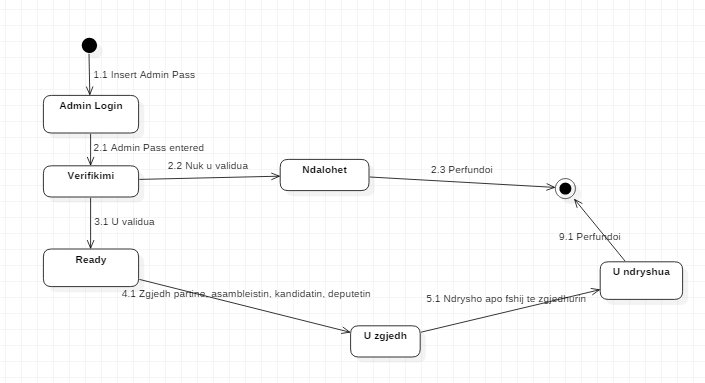 1.1 Insert Admin Pass
Admin Login
2.1 Admin Pass entered
2.2 Nuk u validua
Verifikimi
Ndalohet
2.3 Perfundoi
3.1 U validua
9.1 Perfundoi
Ready
U ndryshua
4.1 Zgjedh partine, asambleistin, kandidatin, deputetin
5.1 Ndrysho apo fshij te zgjedhurin
U zgjedh